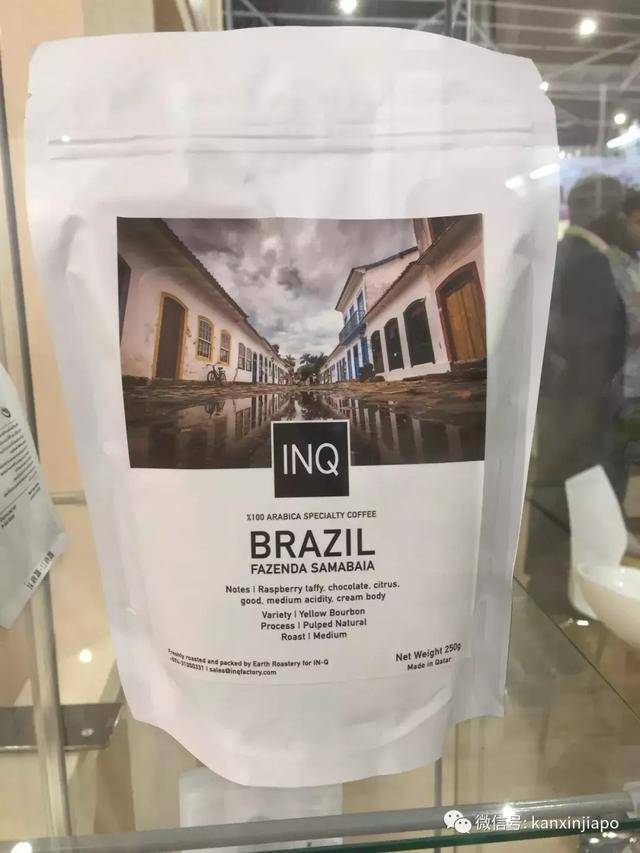 INQ
%100 ARABICA SPECIALTY COFFEE
BRAZIL
FAZENDA SAMABAIA
Notes | Raspberry taffy, chocolate, citrus,
good, medium acidity, cream body
Variety | Yellow Bourbon
Process | Pulped Natural
Roast | Medium
Freshly roasted and packed by Earth Roastery for IN-Q
| sales@inqfactory.com
Net Weight 250g
Made in Qatar
微信号: kanxinjiapo